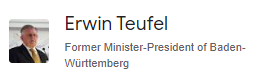 Erwin Teufel
Former Minister-President of Baden-
Württemberg